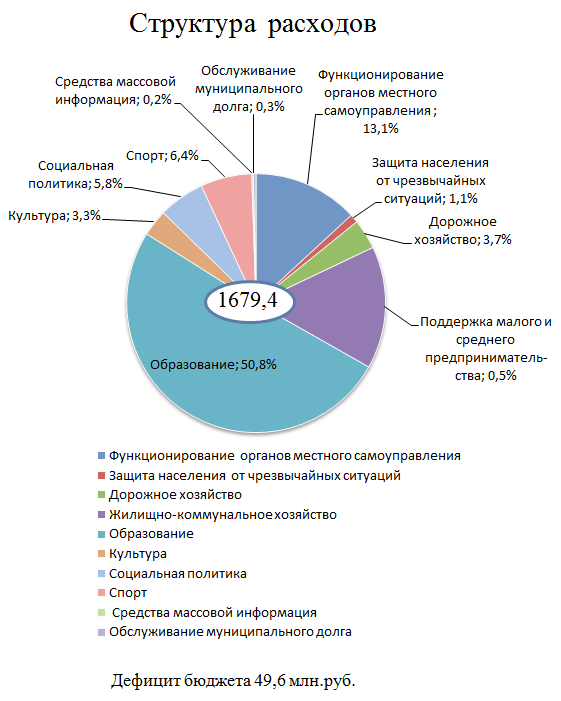 Структура расходов
Средства массовой
информация; 0,2%
Обслуживание
муниципального
долга; 0,3%
Функционирование
органов местного
самоуправления ;
13,1%
Социальная
политика; 5,8%
Спорт; 6,4%
Защита населения
от чрезвычайных
ситуаций; 1,1%
Культура; 3,3%
Дорожное
хозяйство; 3,7%
1679,4
Поддержка малого и
среднего
предприниматель-
ства; 0,5%
Образование; 50,8%
Функционирование органов местного самоуправления
Защита населения от чрезвычайных ситуаций
Дорожное хозяйство
Жилищно-коммунальное хозяйство
Образование
Культура
Социальная политика
Спорт
Средства массовой информация
Обслуживание муниципального долга
Дефицит бюджета 49,6 млн.руб.